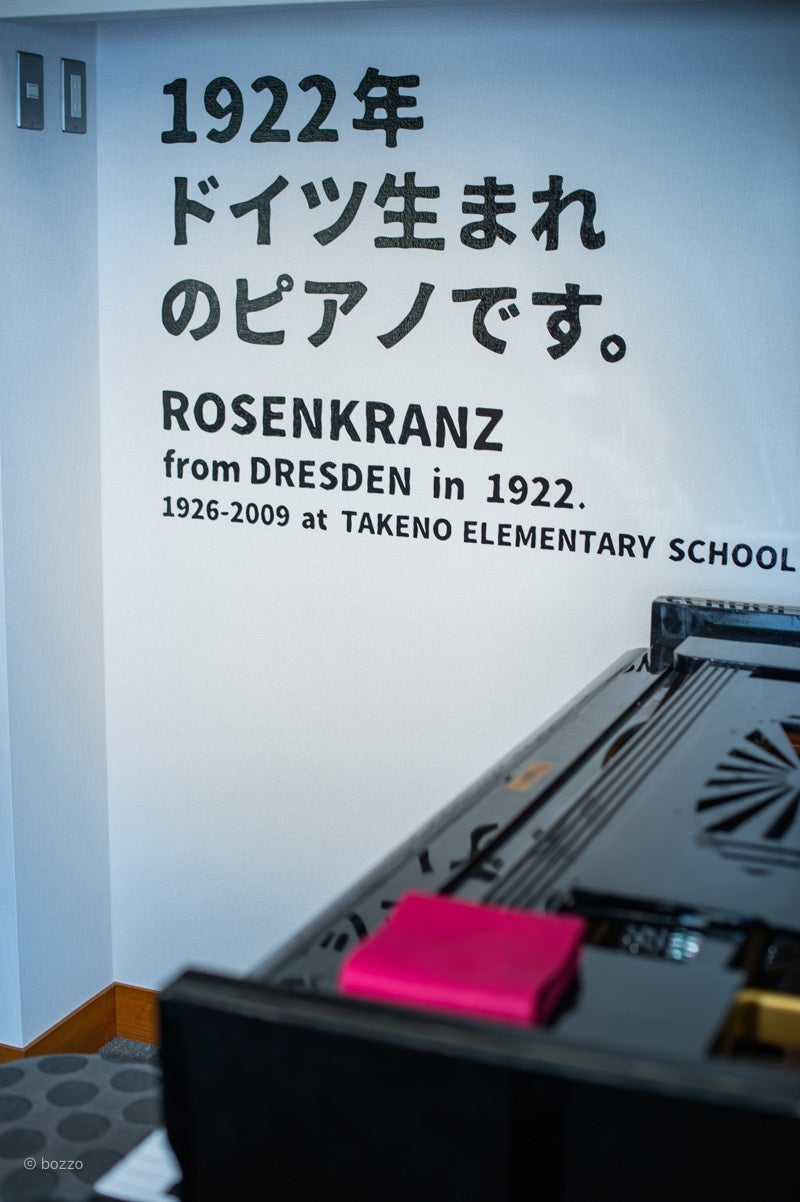 1922年
ドイツ生まれ
のピアノです。
ROSENKRANZ
from DRESDEN in 1922.
1926-2009 at TAKENO ELEMENTARY SCHOOL
© bozzo